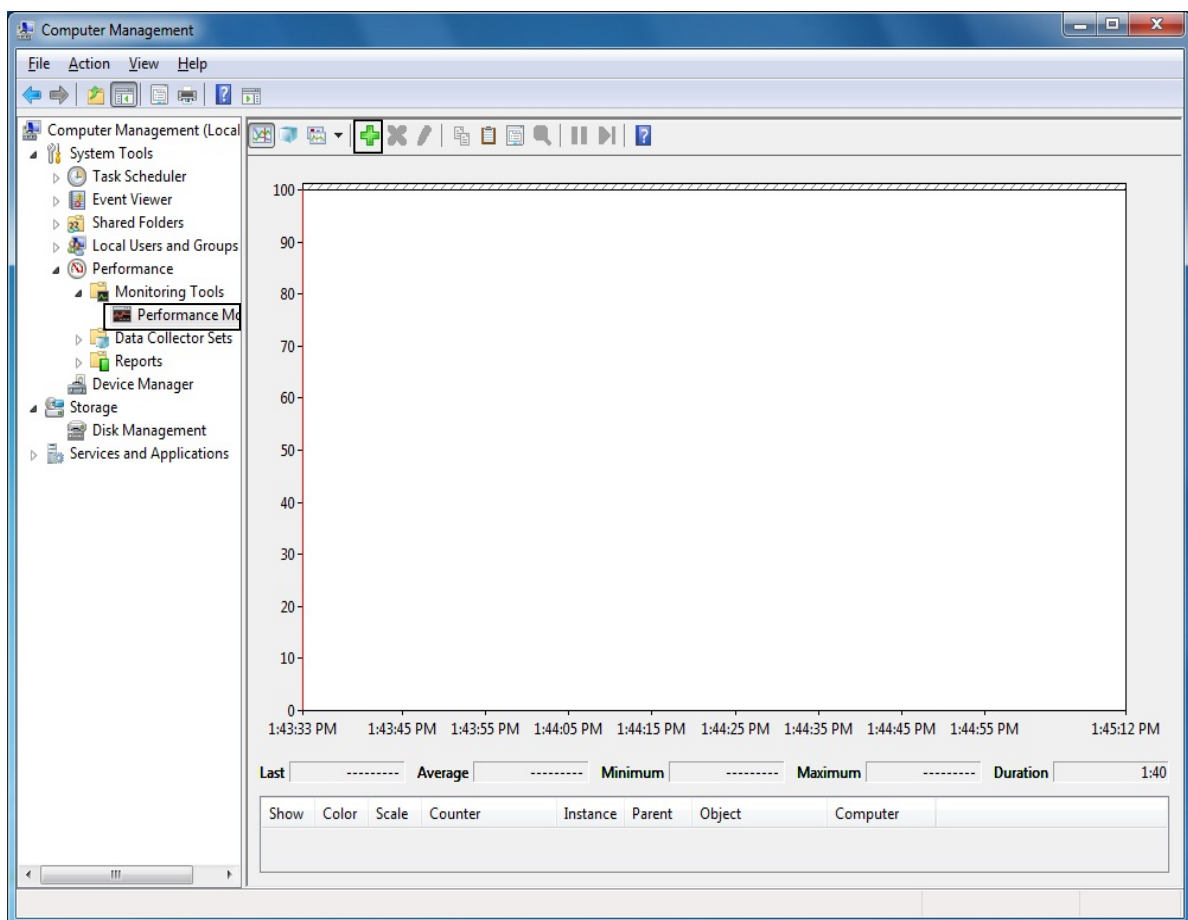 Computer Management
File Action View Help
Computer Management (Local
System Tools
Task Scheduler
Event Viewer
Shared Folders
Local Users and Groups
Performance
Monitoring Tools
Performance Mo
Data Collector Sets
Reports
Device Manager
Storage
Disk Management
Services and Applications
100
90
80
70
60
50
40
30
20
10
0
1:43:33 PM 1:43:45 PM 1:43:55 PM 1:44:05 PM 1:44:15 PM 1:44:25 PM 1:44:35 PM 1:44:45 PM 1:44:55 PM 1:45:12 PM
Last --------- Average --------- Minimum --------- Maximum --------- Duration 1:40
Show Color Scale Counter Instance Parent Object Computer